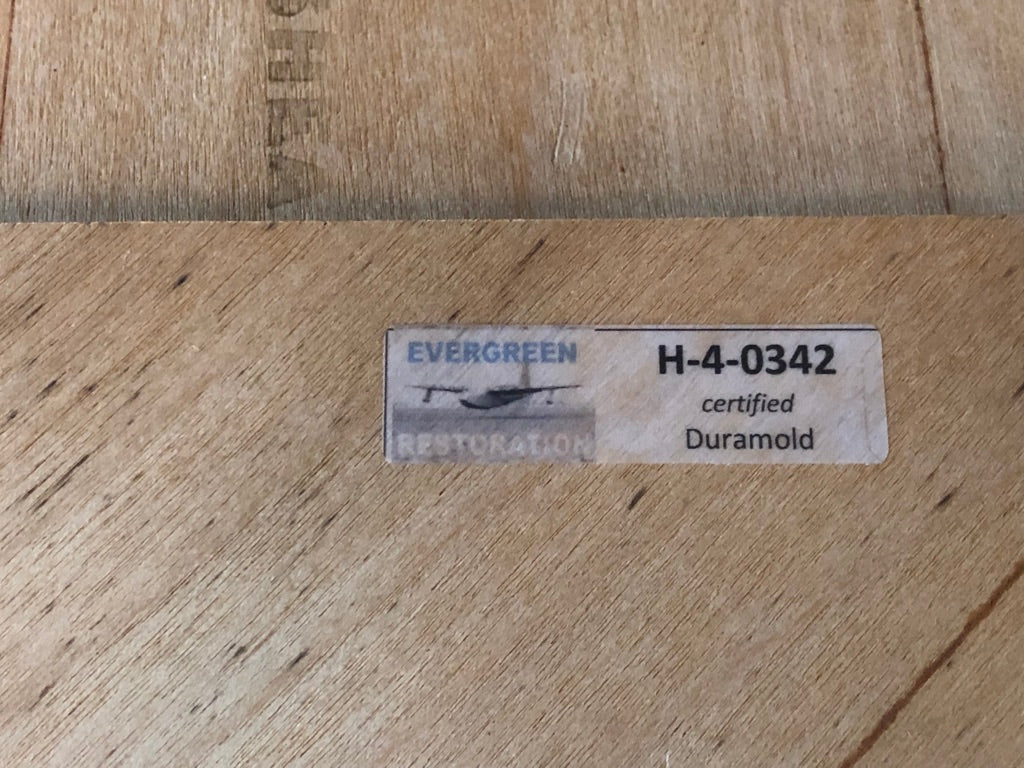 EVERGREEN
RESTORATION
H-4-0342
certified
Duramold